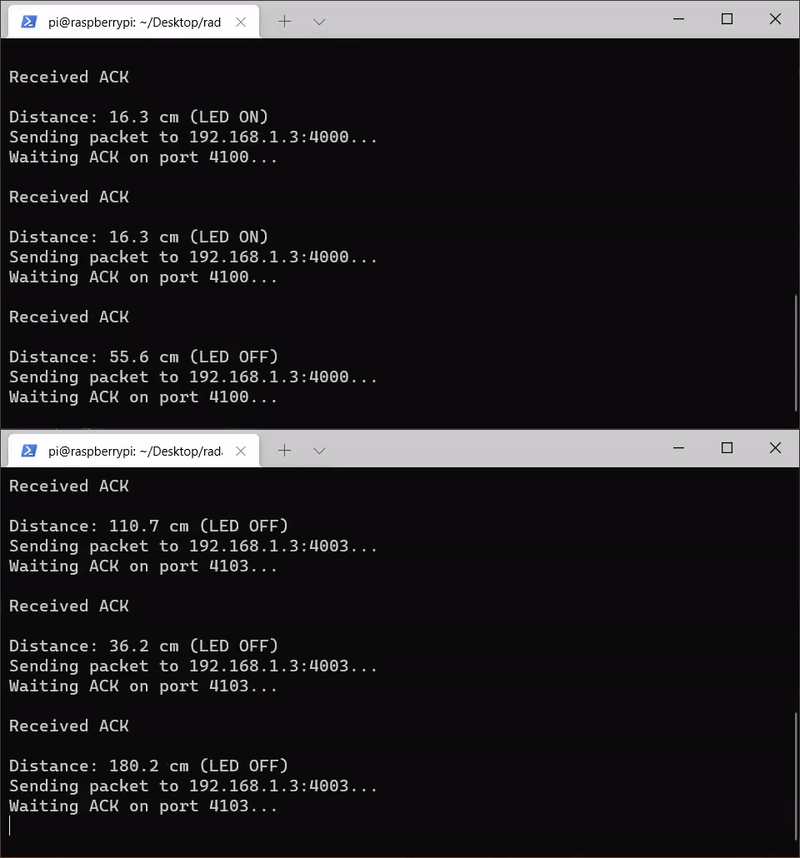 pi@raspberrypi: ~/Desktop/rad
Received ACK
Distance: 16.3 cm (LED ON)
Sending packet to 192.168.1.3:4000...
Waiting ACK on port 4100...
Received ACK
Distance: 16.3 cm (LED ON)
Sending packet to 192.168.1.3:4000...
Waiting ACK on port 4100...
Received ACK
Distance: 55.6 cm (LED OFF)
Sending packet to 192.168.1.3:4000...
Waiting ACK on port 4100...
pi@raspberrypi: ~/Desktop/rad
Received ACK
Distance: 110.7 cm (LED OFF)
Sending packet to 192.168.1.3:4003...
Waiting ACK on port 4103...
Received ACK
Distance: 36.2 cm (LED OFF)
Sending packet to 192.168.1.3:4003...
Waiting ACK on port 4103...
Received ACK
Distance: 180.2 cm (LED OFF)
Sending packet to 192.168.1.3:4003...
Waiting ACK on port 4103...